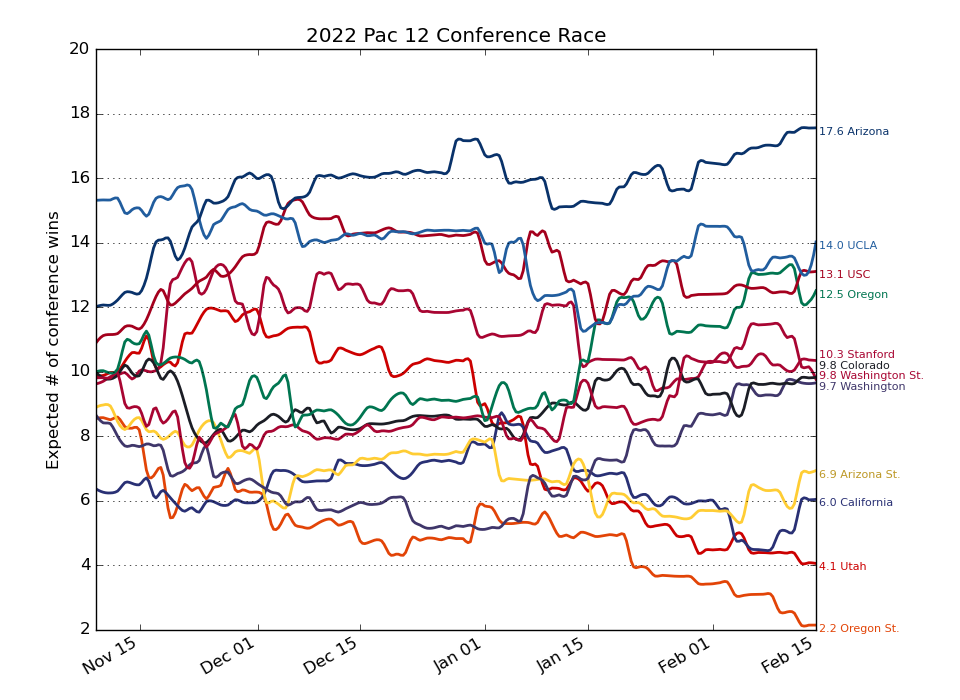 2022 Pac 12 Conference Race
Expected # of conference wins
20
18
16
14
12
10
8
6
4
2
Nov 15
Dec 01
Dec 15
Jan 01
Jan 15
Feb 01
Feb 15
17.6 Arizona
14.0 UCLA
13.1 USC
12.5 Oregon
10.3 Stanford
9.8 Colorado
9.8 Washington St.
9.7 Washington
6.9 Arizona St.
6.0 California
4.1 Utah
2.2 Oregon St.